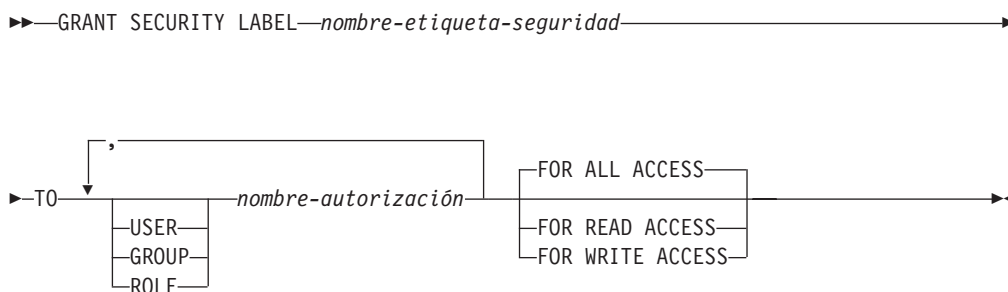 GRANT SECURITY LABEL nombre-etiqueta-seguridad
,
FOR ALL ACCESS
TO nombre-autorización
USER FOR READ ACCESS
GROUP FOR WRITE ACCESS
ROLE